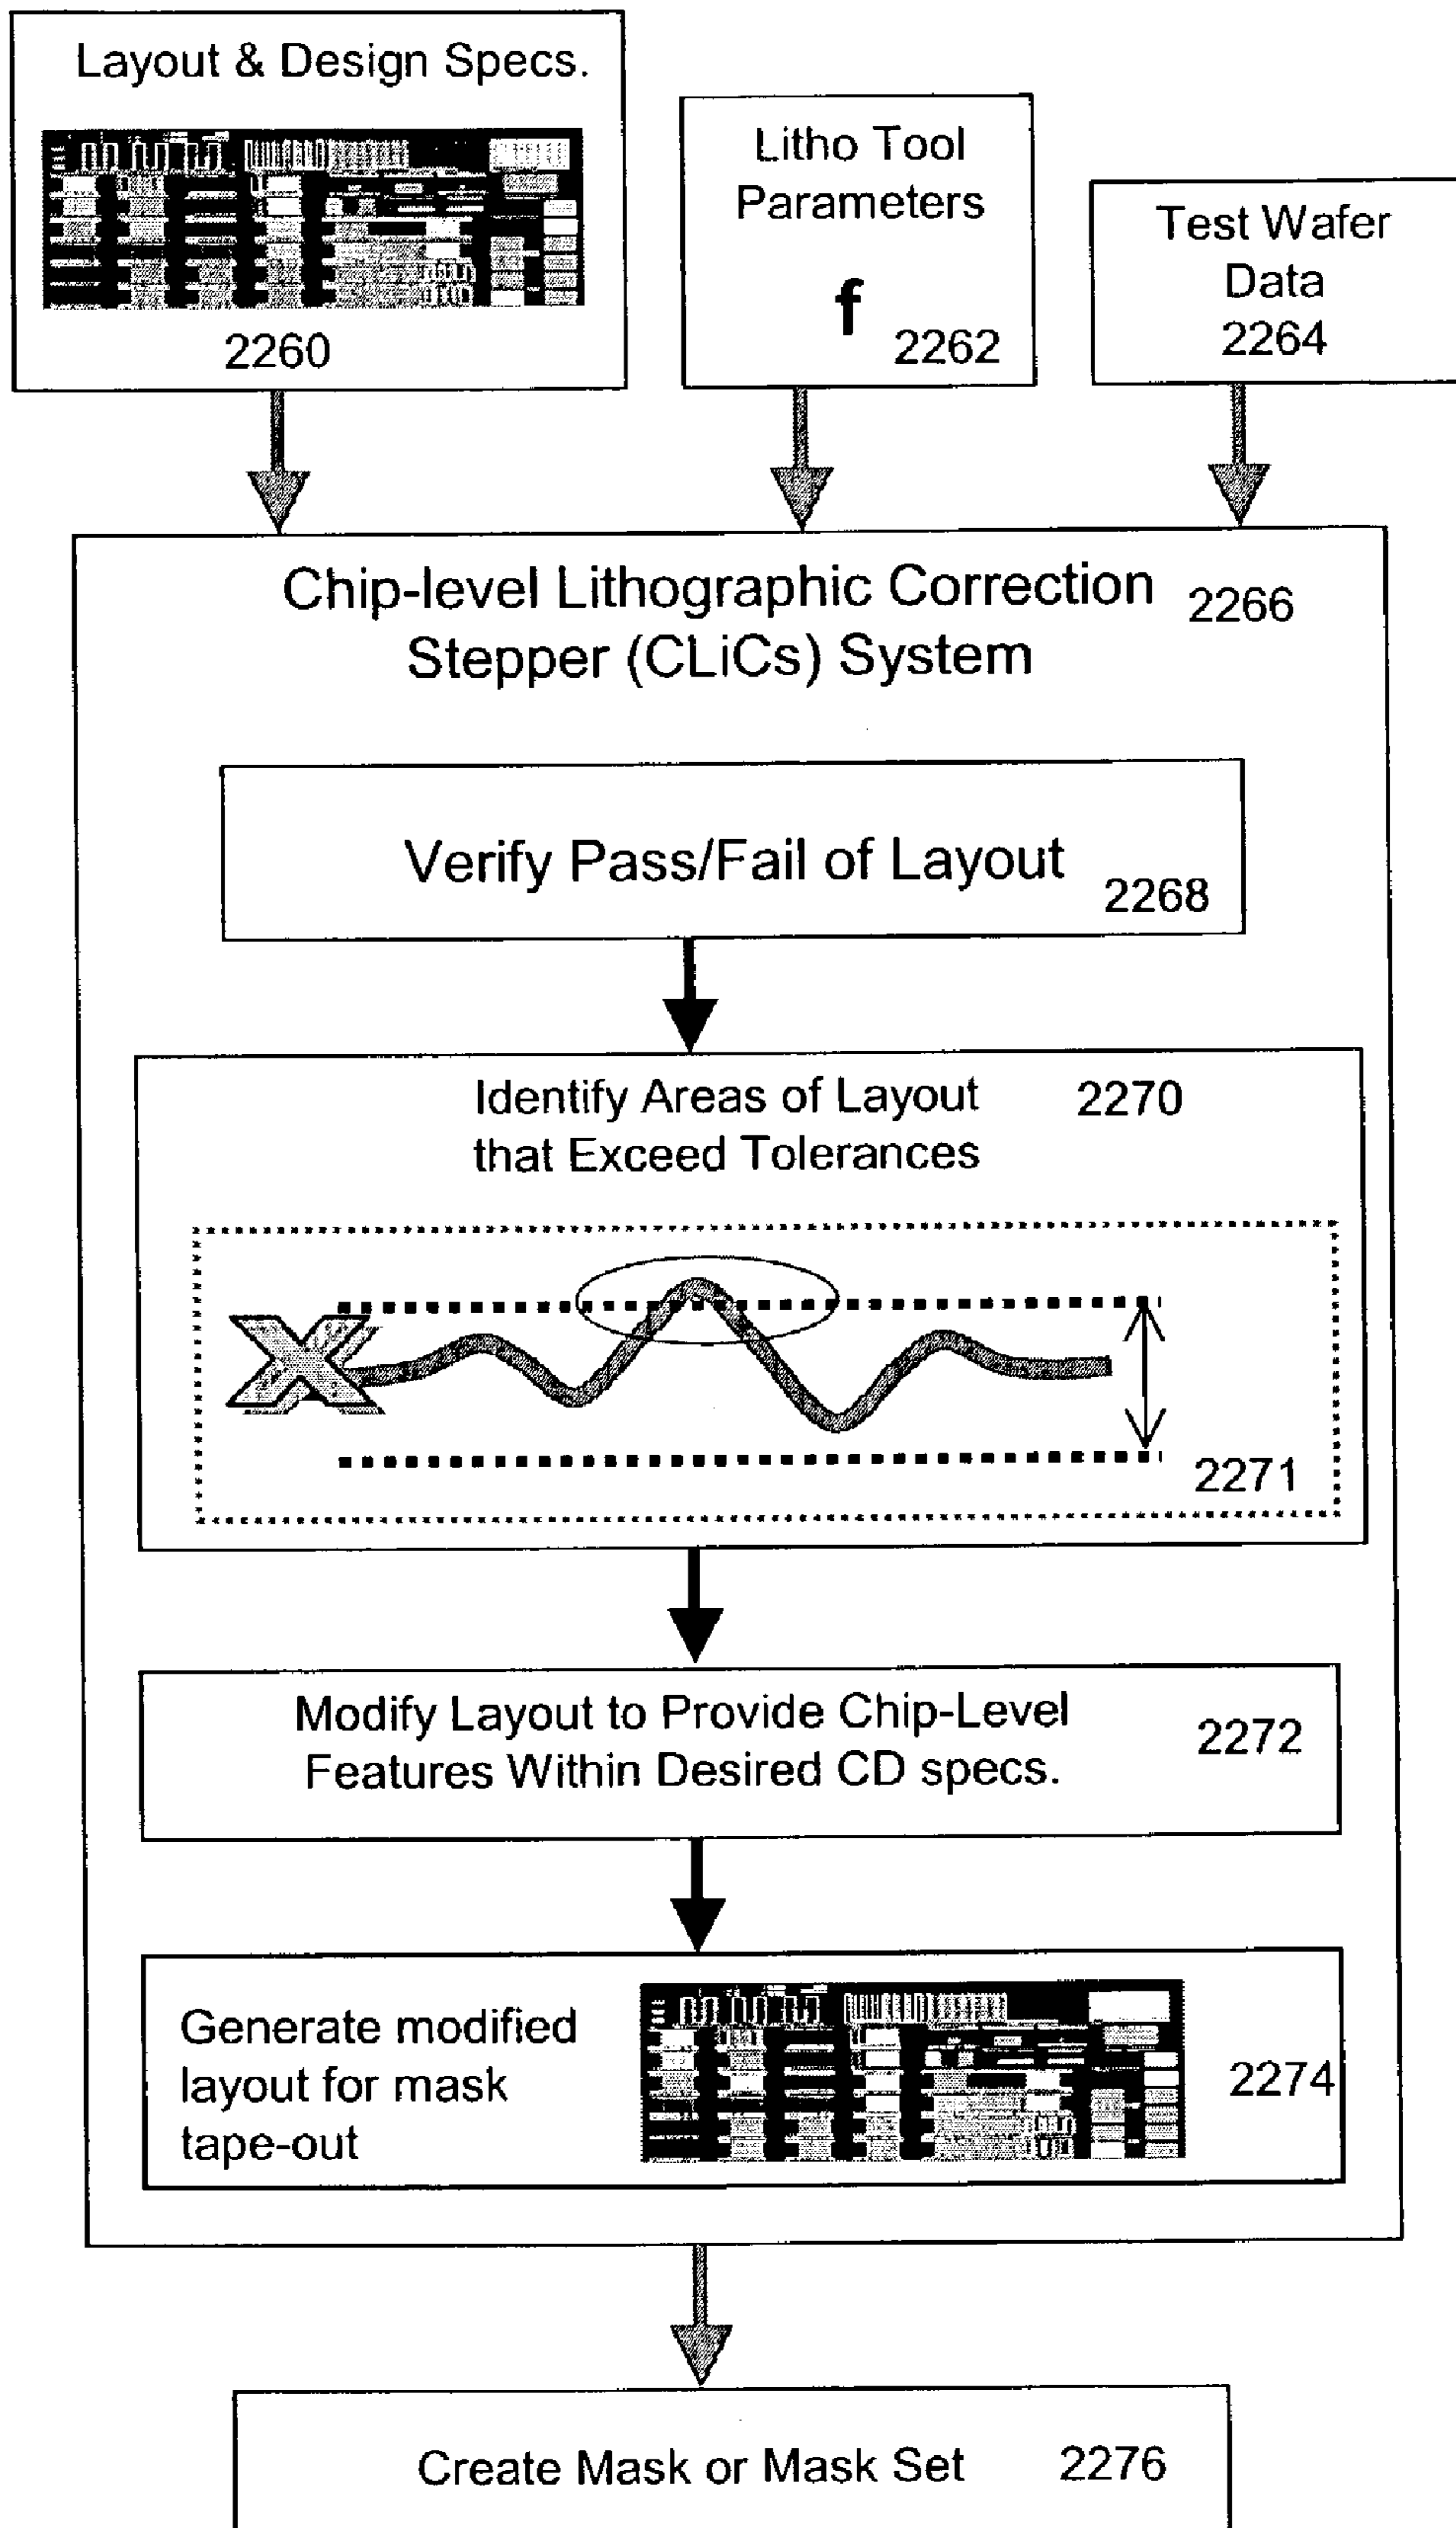 Layout & Design Specs.
2260
Litho Tool
Parameters
f
2262
Test Wafer
Data
2264
Chip-level Lithographic Correction
Stepper (CLiCs) System
2266
Verify Pass/Fail of Layout
2268
Identify Areas of Layout
that Exceed Tolerances
2270
X
2271
Modify Layout to Provide Chip-Level
Features Within Desired CD specs.
2272
Generate modified
layout for mask
tape-out
2274
Create Mask or Mask Set
2276